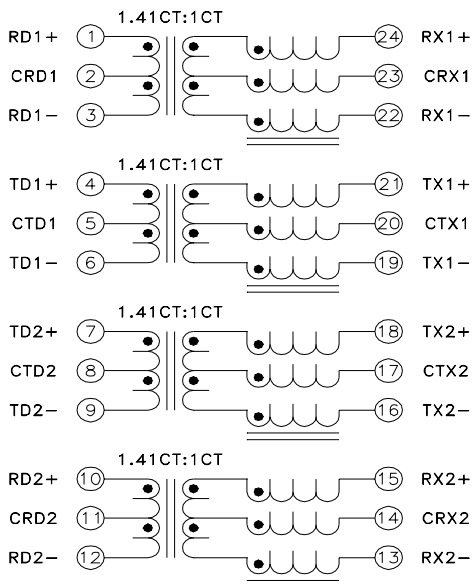 1.41CT:1CT
RD1+ 1 24 RX1+
CRD1 2 23 CRX1
RD1− 3 22 RX1−
1.41CT:1CT
TD1+ 4 21 TX1+
CTD1 5 20 CTX1
TD1− 6 19 TX1−
1.41CT:1CT
TD2+ 7 18 TX2+
CTD2 8 17 CTX2
TD2− 9 16 TX2−
1.41CT:1CT
RD2+ 10 15 RX2+
CRD2 11 14 CRX2
RD2− 12 13 RX2−